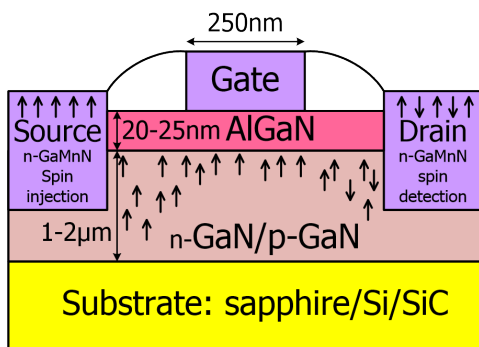 250nm
Gate
Source
n-GaMnN
Spin
injection
20-25nm AlGaN
Drain
n-GaMnN
spin
detection
1-2µm
n-GaN/p-GaN
Substrate: sapphire/Si/SiC